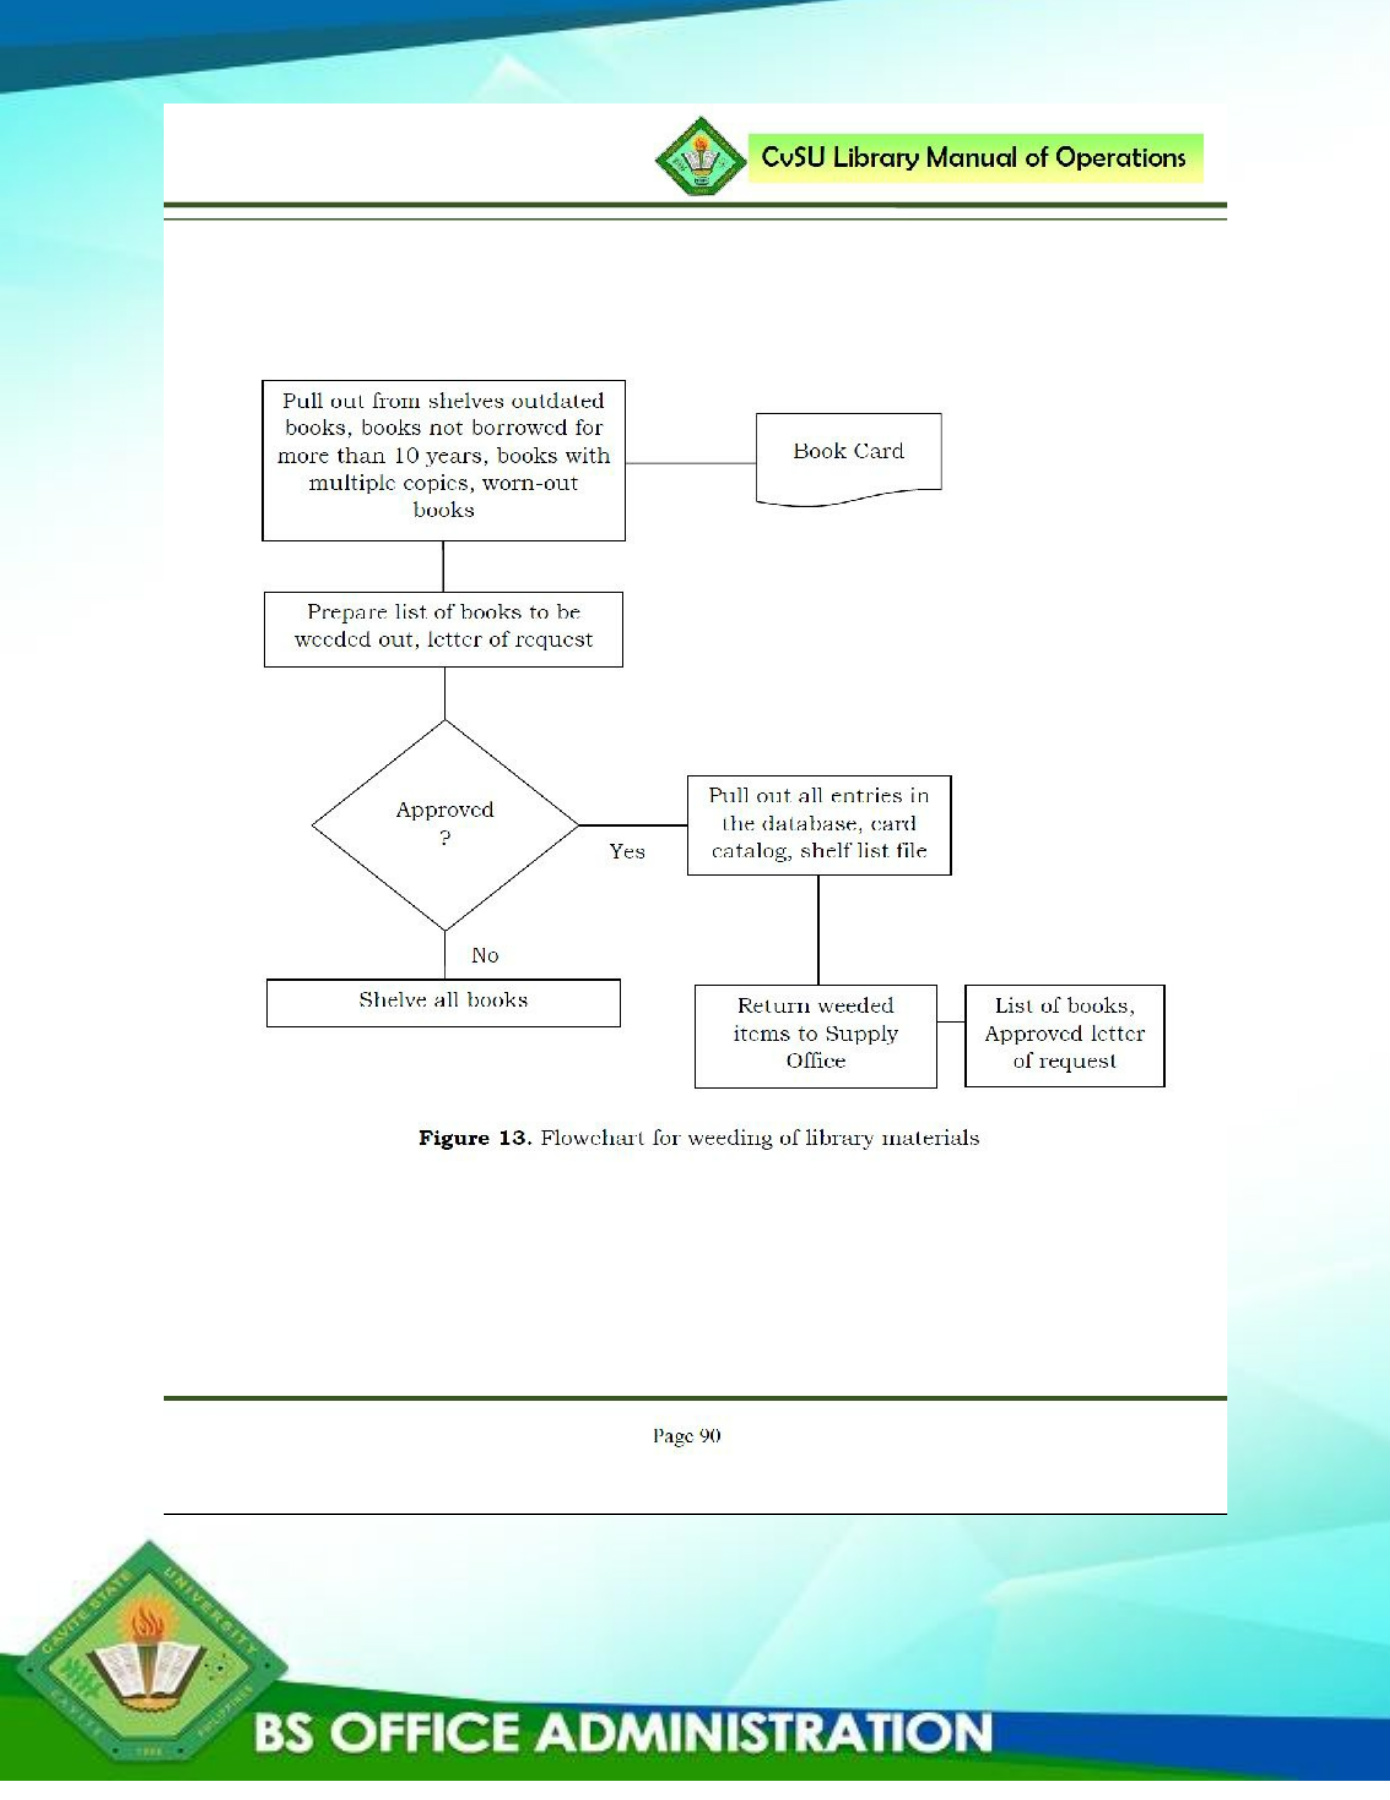 CvSU Library Manual of Operations
Pull out from shelves outdated
books, books not borrowed for
more than 10 years, books with
multiple copies, worn-out
books
Book Card
Prepare list of books to be
weeded out, letter of request
Approved
?
Yes
Pull out all entries in
the database, card
catalog, shelf list file
No
Shelve all books
Return weeded
items to Supply
Office
List of books,
Approved letter
of request
Figure 13. Flowchart for weeding of library materials
Page 90
CAVITE STATE
UNIVERSITY
CAVITE
PHILIPPINES
BS OFFICE ADMINISTRATION